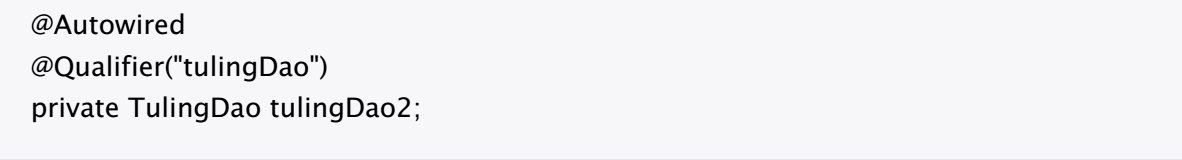 @Autowired
@Qualifier("tulingDao")
private TulingDao tulingDao2;